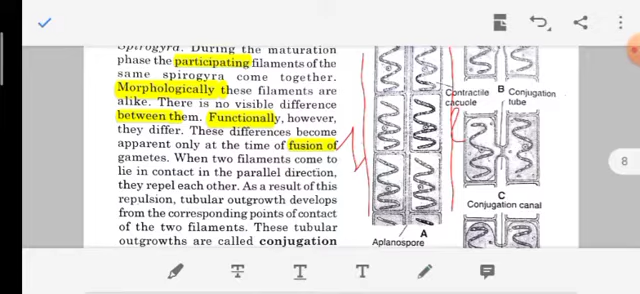 Spirogyra. During the maturation
phase the participating filaments of the
same spirogyra come together.
Morphologically these filaments are
alike. There is no visible difference
between them. Functionally, however,
they differ. These differences become
apparent only at the time of fusion of
gametes. When two filaments come to
lie in contact in the parallel direction,
they repel each other. As a result of this
repulsion, tubular outgrowth develops
from the corresponding points of contact
of the two filaments. These tubular
outgrowths are called conjugation
Contractile
cacuole
B
Conjugation
tube
C
Conjugation canal
A
Aplanospore
8
T
T
T